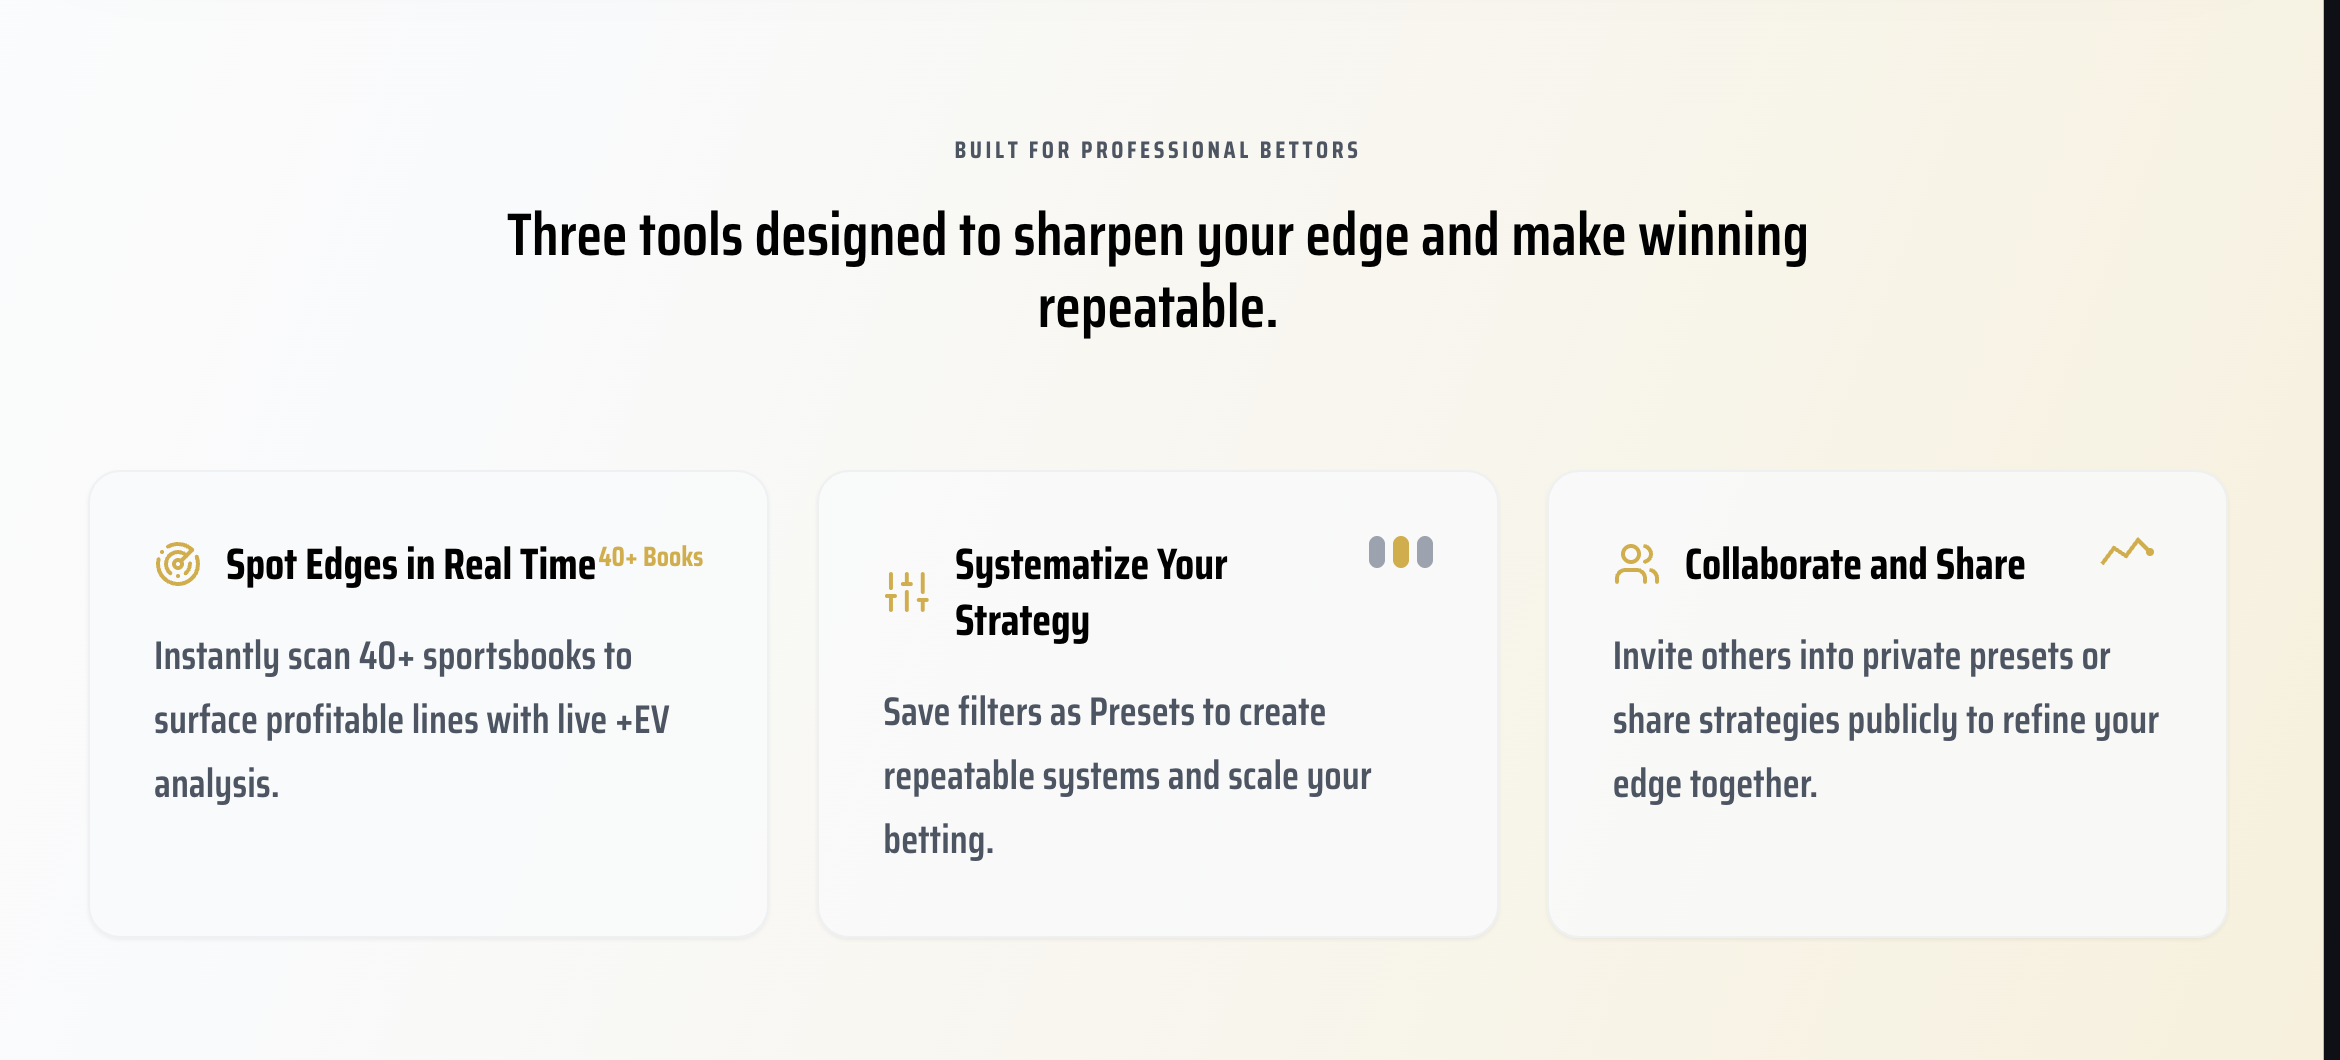 BUILT FOR PROFESSIONAL BETTORS
Three tools designed to sharpen your edge and make winning
repeatable.
Spot Edges in Real Time
40+ Books
Instantly scan 40+ sportsbooks to
surface profitable lines with live +EV
analysis.
Systematize Your
Strategy
Save filters as Presets to create
repeatable systems and scale your
betting.
Collaborate and Share
Invite others into private presets or
share strategies publicly to refine your
edge together.